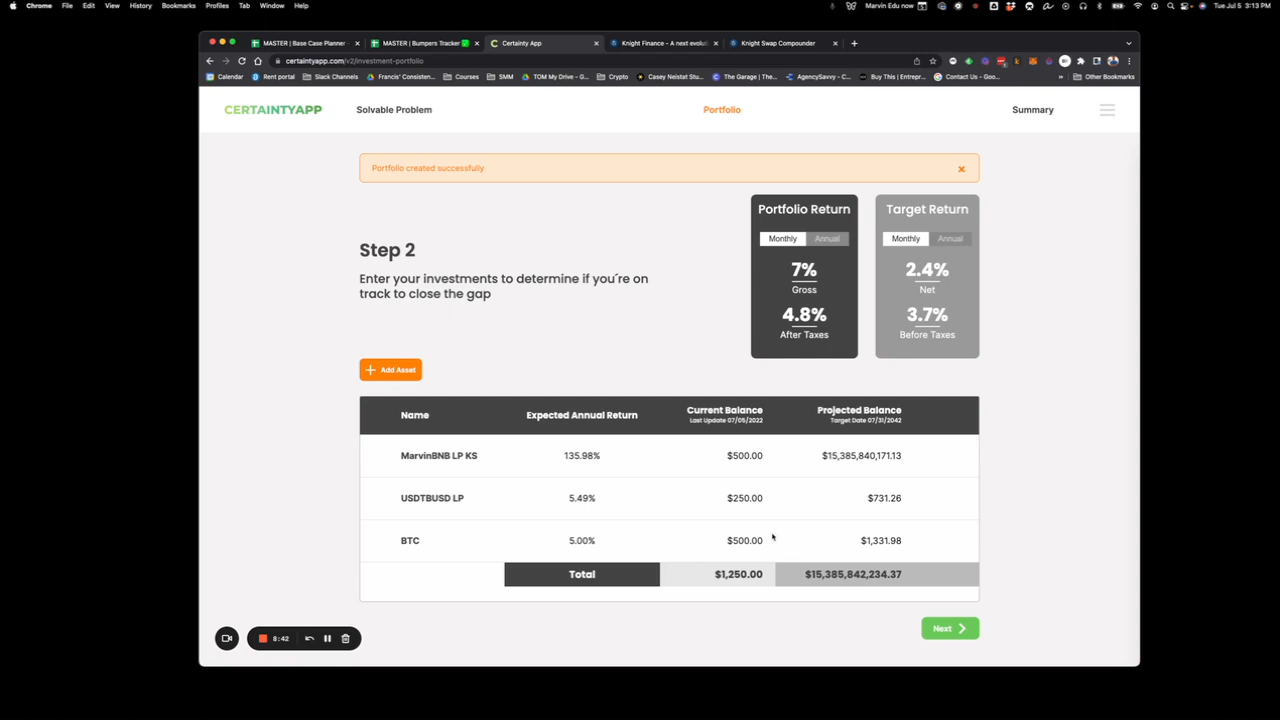 Chrome File Edit View History Bookmarks Profiles Tab Window Help
Marvin Edu now
Tue Jul 5 3:13 PM
MASTER | Base Case Planner
MASTER | Bumpers Tracker
Certainty App
Knight Finance - A next evoluti
Knight Swap Compounder
certaintyapp.com/v2/investment-portfolio
Calendar
Rent portal
Slack Channels
Francis' Consisten...
Courses
SMM
TOM My Drive - G...
Crypto
Casey Neistat Stu...
The Garage | The...
AgencySavvy - C...
Buy This | Entrepr...
Contact Us - Goo...
Other Bookmarks
CERTAINTYAPP
Solvable Problem
Portfolio
Summary
Portfolio created successfully
Step 2
Enter your investments to determine if you´re on
track to close the gap
Portfolio Return
Monthly Annual
7%
Gross
4.8%
After Taxes
Target Return
Monthly Annual
2.4%
Net
3.7%
Before Taxes
+ Add Asset
Name Expected Annual Return Current Balance Projected Balance
Last Update 07/05/2022 Target Date 07/31/2042
MarvinBNB LP KS 135.98% $500.00 $15,385,840,171.13
USDTBUSD LP 5.49% $250.00 $731.26
BTC 5.00% $500.00 $1,331.98
Total $1,250.00 $15,385,842,234.37
Next
8:42